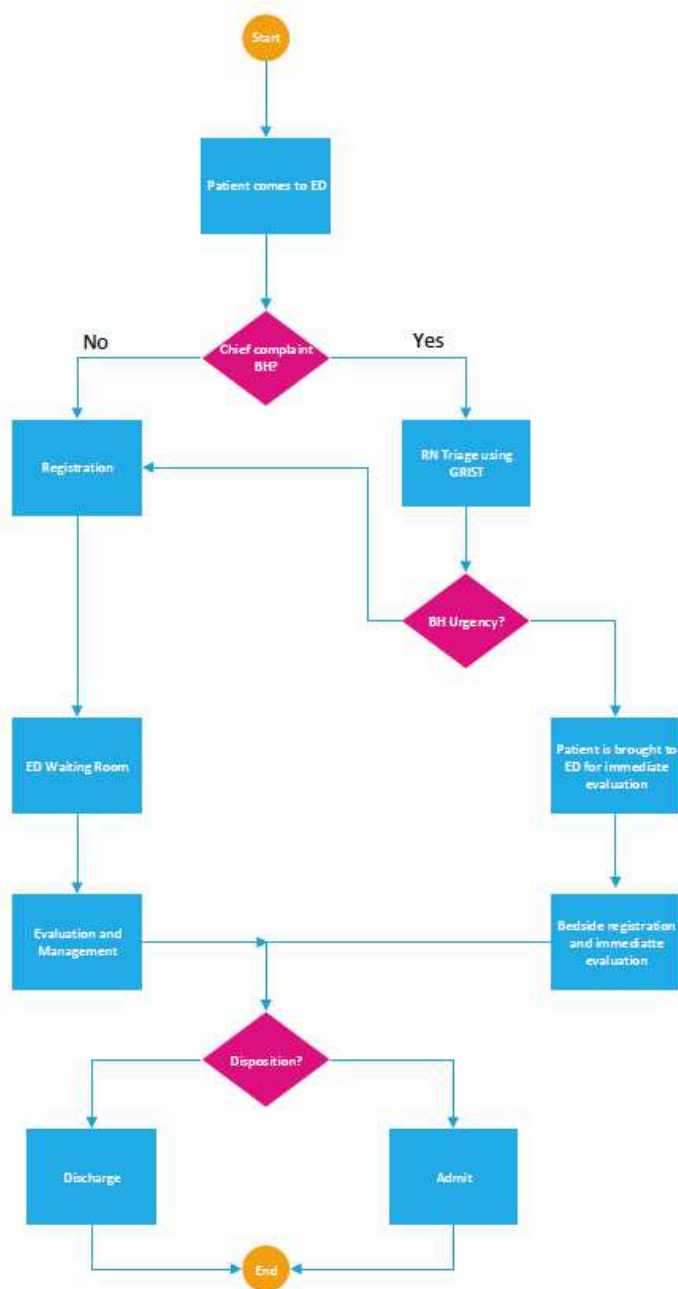 Start
Patient comes to ED
No
Yes
Chief complaint
BH?
Registration
RN Triage using
GRIST
BH Urgency?
ED Waiting Room
Patient is brought to
ED for immediate
evaluation
Evaluation and
Management
Bedside registration
and immediatte
evaluation
Disposition?
Discharge
Admit
End